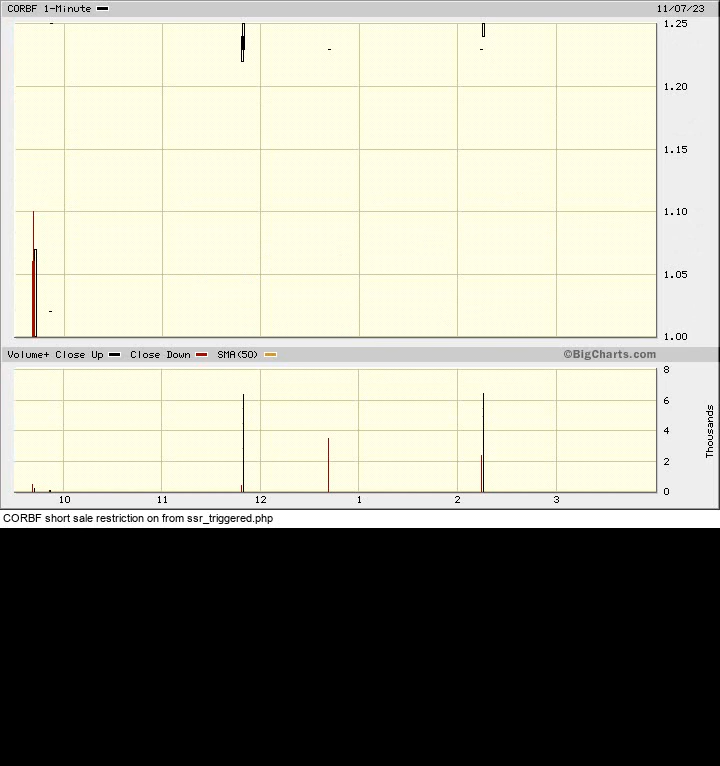 CORBF 1-Minute 11/07/23
1.25
1.20
1.15
1.10
1.05
1.00
Volume+ Close Up Close Down SMA(50) ©BigCharts.com
8
6
4
2
0
Thousands
10 11 12 1 2 3
CORBF short sale restriction on from ssr_triggered.php